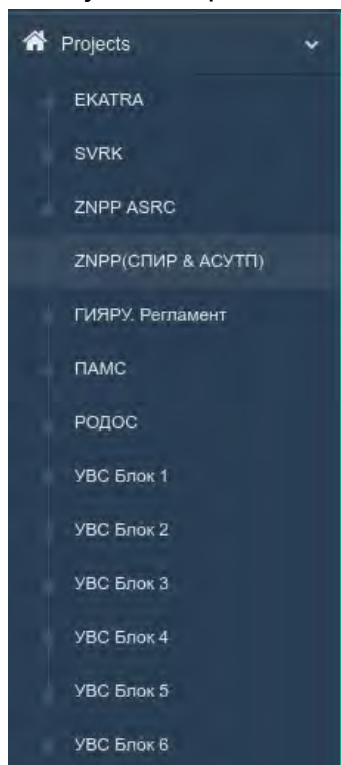 Projects
EKATRA
SVRK
ZNPP ASRC
ZNPP(СПИР & АСУТП)
ГИЯРУ. Регламент
ПАМС
РОДОС
УВС Блок 1
УВС Блок 2
УВС Блок 3
УВС Блок 4
УВС Блок 5
УВС Блок 6